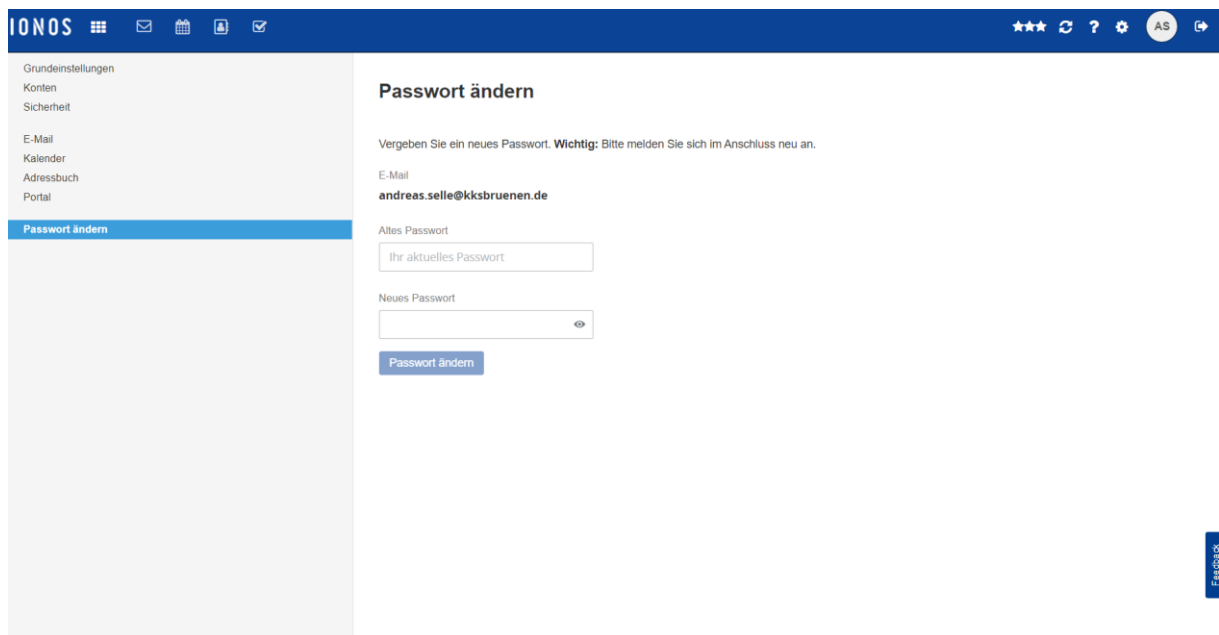 IONOS
AS
Grundeinstellungen
Konten
Sicherheit
E-Mail
Kalender
Adressbuch
Portal
Passwort ändern
Passwort ändern
Vergeben Sie ein neues Passwort. Wichtig: Bitte melden Sie sich im Anschluss neu an.
E-Mail
andreas.selle@kksbruenen.de
Altes Passwort
Ihr aktuelles Passwort
Neues Passwort
Passwort ändern
Feedback